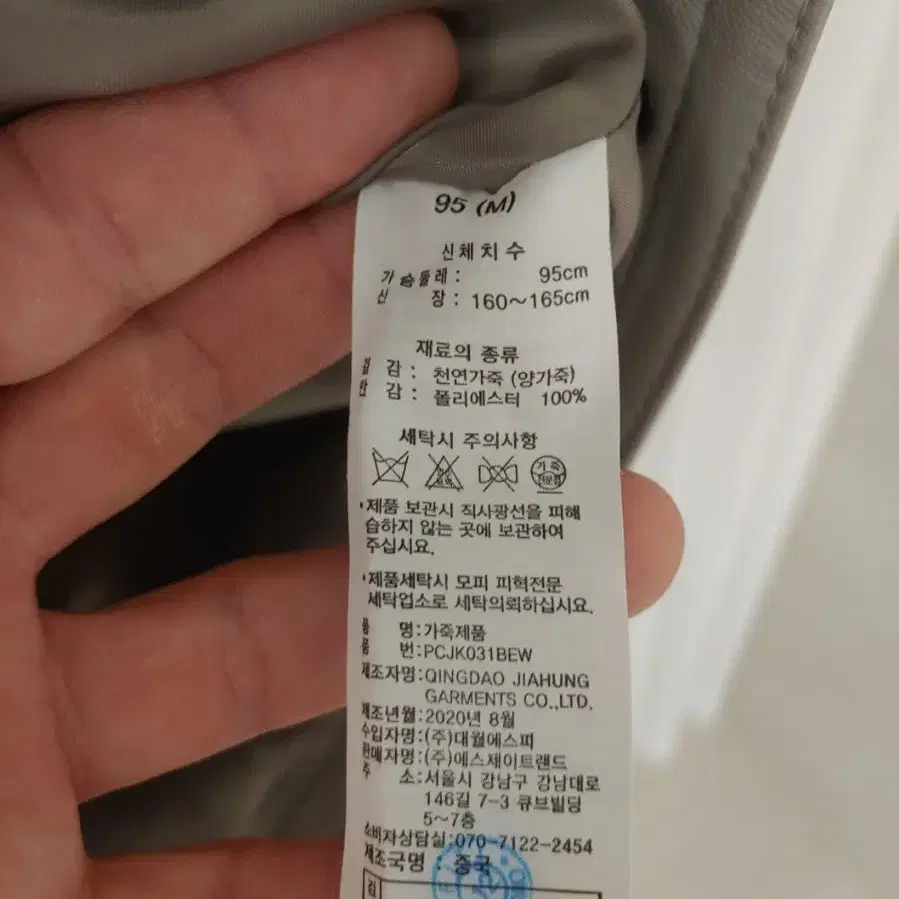 95 (M)
신체치수
가슴둘레 : 95cm
신 장 : 160~165cm
재료의 종류
겉 감 : 천연가죽 (양가죽)
안 감 : 폴리에스터 100%
세탁시 주의사항
가죽
전문점
•제품 보관시 직사광선을 피해
습하지 않는 곳에 보관하여
주십시요.
•제품세탁시 모피 피혁전문
세탁업소로 세탁의뢰하십시요.
품 명:가죽제품
품 번:PCJK031BEW
제조자명:QINGDAO JIAHUNG
GARMENTS CO.,LTD.
제조년월:2020년 8월
수입자명:(주)대월에스피
판매자명:(주)에스제이트랜드
주 소:서울시 강남구 강남대로
146길 7-3 큐브빌딩
5~7층
소비자상담실:070-7122-2454
제조국명 : 중국